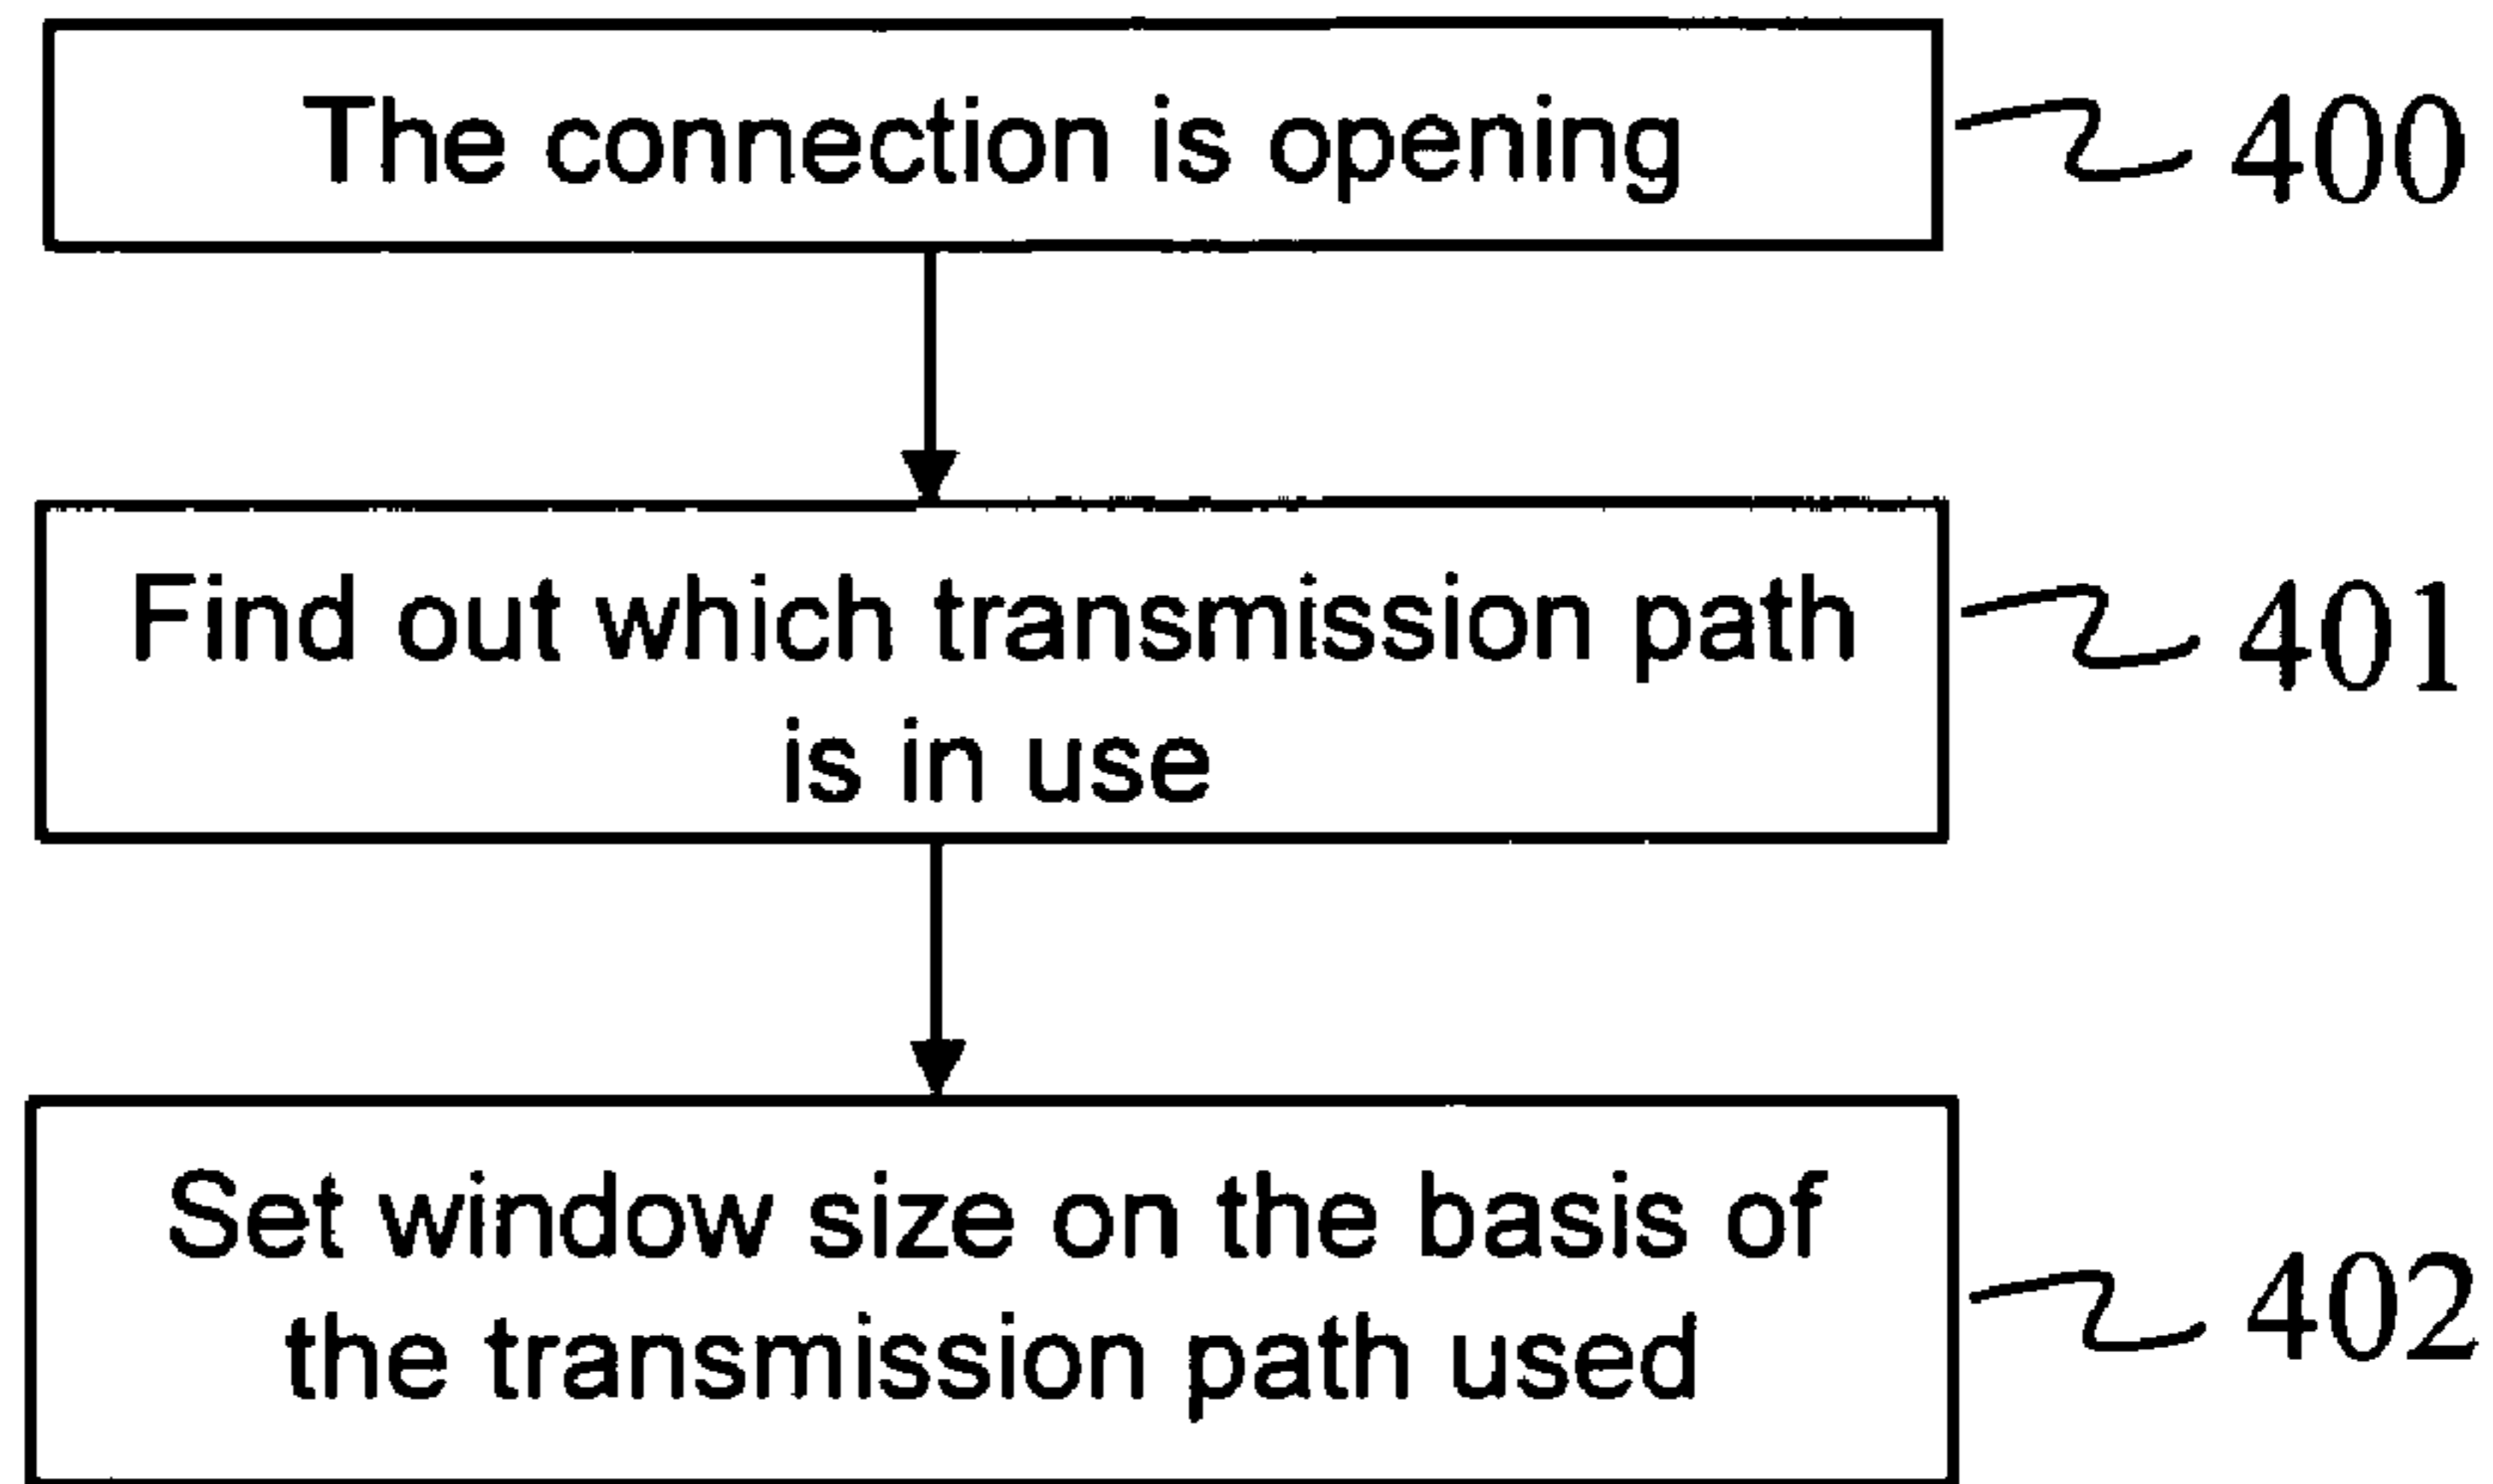 The connection is opening
400
Find out which transmission path
is in use
401
Set window size on the basis of
the transmission path used
402